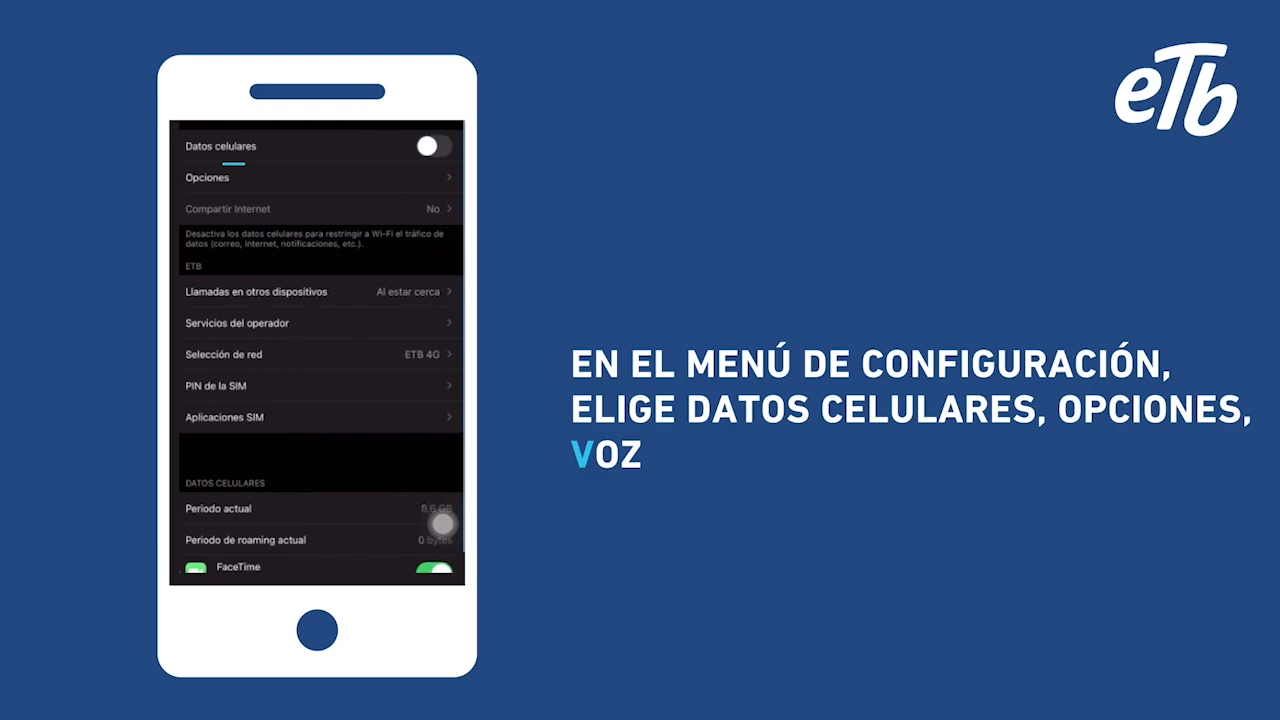 eTb
Datos celulares
Opciones
Compartir Internet No
Desactiva los datos celulares para restringir a Wi-Fi el tráfico de
datos (correo, Internet, notificaciones, etc.).
ETB
Llamadas en otros dispositivos Al estar cerca
Servicios del operador
Selección de red ETB 4G
PIN de la SIM
Aplicaciones SIM
DATOS CELULARES
Periodo actual 8,6 GB
Periodo de roaming actual 0 bytes
FaceTime
EN EL MENÚ DE CONFIGURACIÓN,
ELIGE DATOS CELULARES, OPCIONES,
VOZ